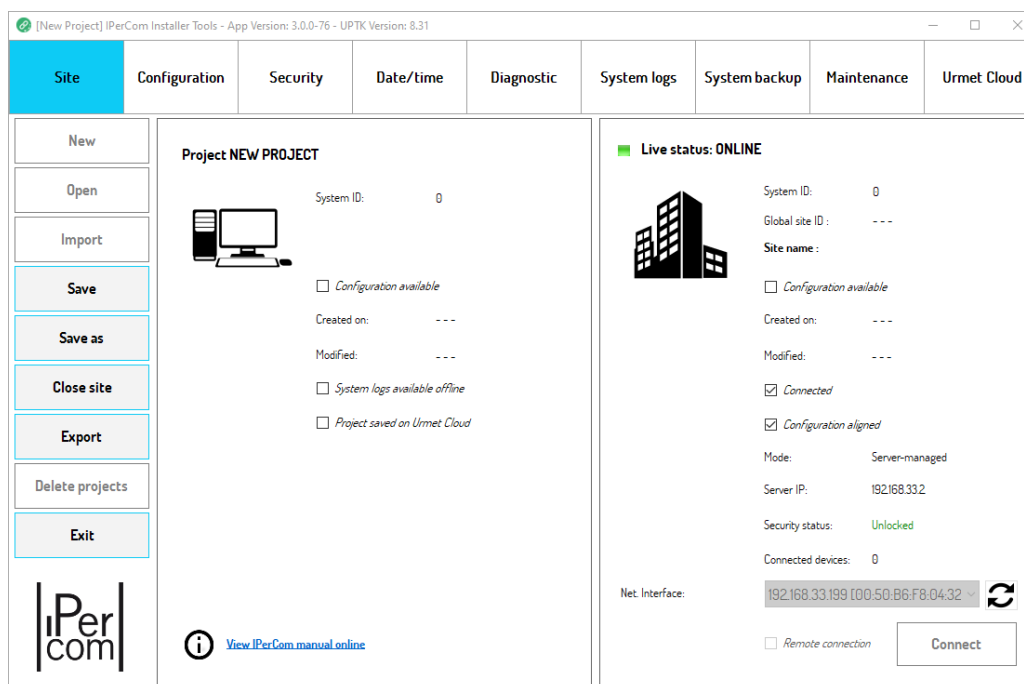 [New Project] IPerCom Installer Tools - App Version: 3.0.0-76 - UPTK Version: 8.31
Site
Configuration
Security
Date/time
Diagnostic
System logs
System backup
Maintenance
Urmet Cloud
New
Open
Import
Save
Save as
Close site
Export
Delete projects
Exit
IPer
com
Project NEW PROJECT
System ID: 0
Configuration available
Created on: ---
Modified: ---
System logs available offline
Project saved on Urmet Cloud
View IPerCom manual online
Live status: ONLINE
System ID: 0
Global site ID : ---
Site name :
Configuration available
Created on: ---
Modified: ---
Connected
Configuration aligned
Mode: Server-managed
Server IP: 192.168.33.2
Security status: Unlocked
Connected devices: 0
Net. Interface: 192.168.33.199 [00:50:B6:F8:04:32
Remote connection
Connect